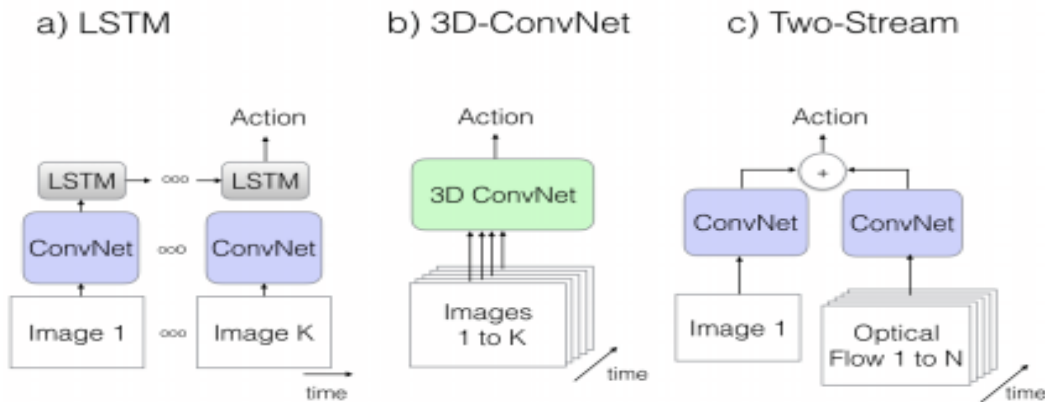 a) LSTM
b) 3D-ConvNet
c) Two-Stream
Action
LSTM
LSTM
ConvNet
ConvNet
Image 1
Image K
time
Action
3D ConvNet
Images
1 to K
time
Action
+
ConvNet
ConvNet
Image 1
Optical
Flow 1 to N
time